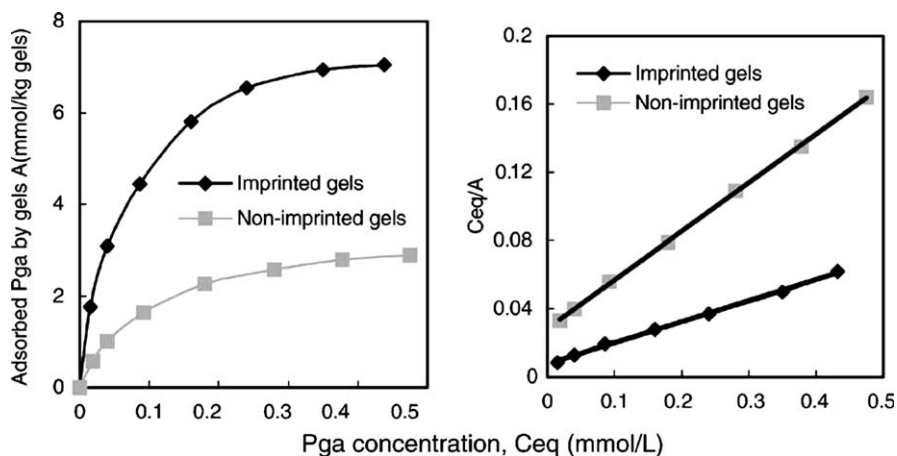 Adsorbed Pga by gels A(mmol/kg gels)
8
6
4
2
0
0 0.1 0.2 0.3 0.4 0.5
Imprinted gels
Non-imprinted gels
Ceq/A
0.2
0.16
0.12
0.08
0.04
0
0 0.1 0.2 0.3 0.4 0.5
Imprinted gels
Non-imprinted gels
Pga concentration, Ceq (mmol/L)